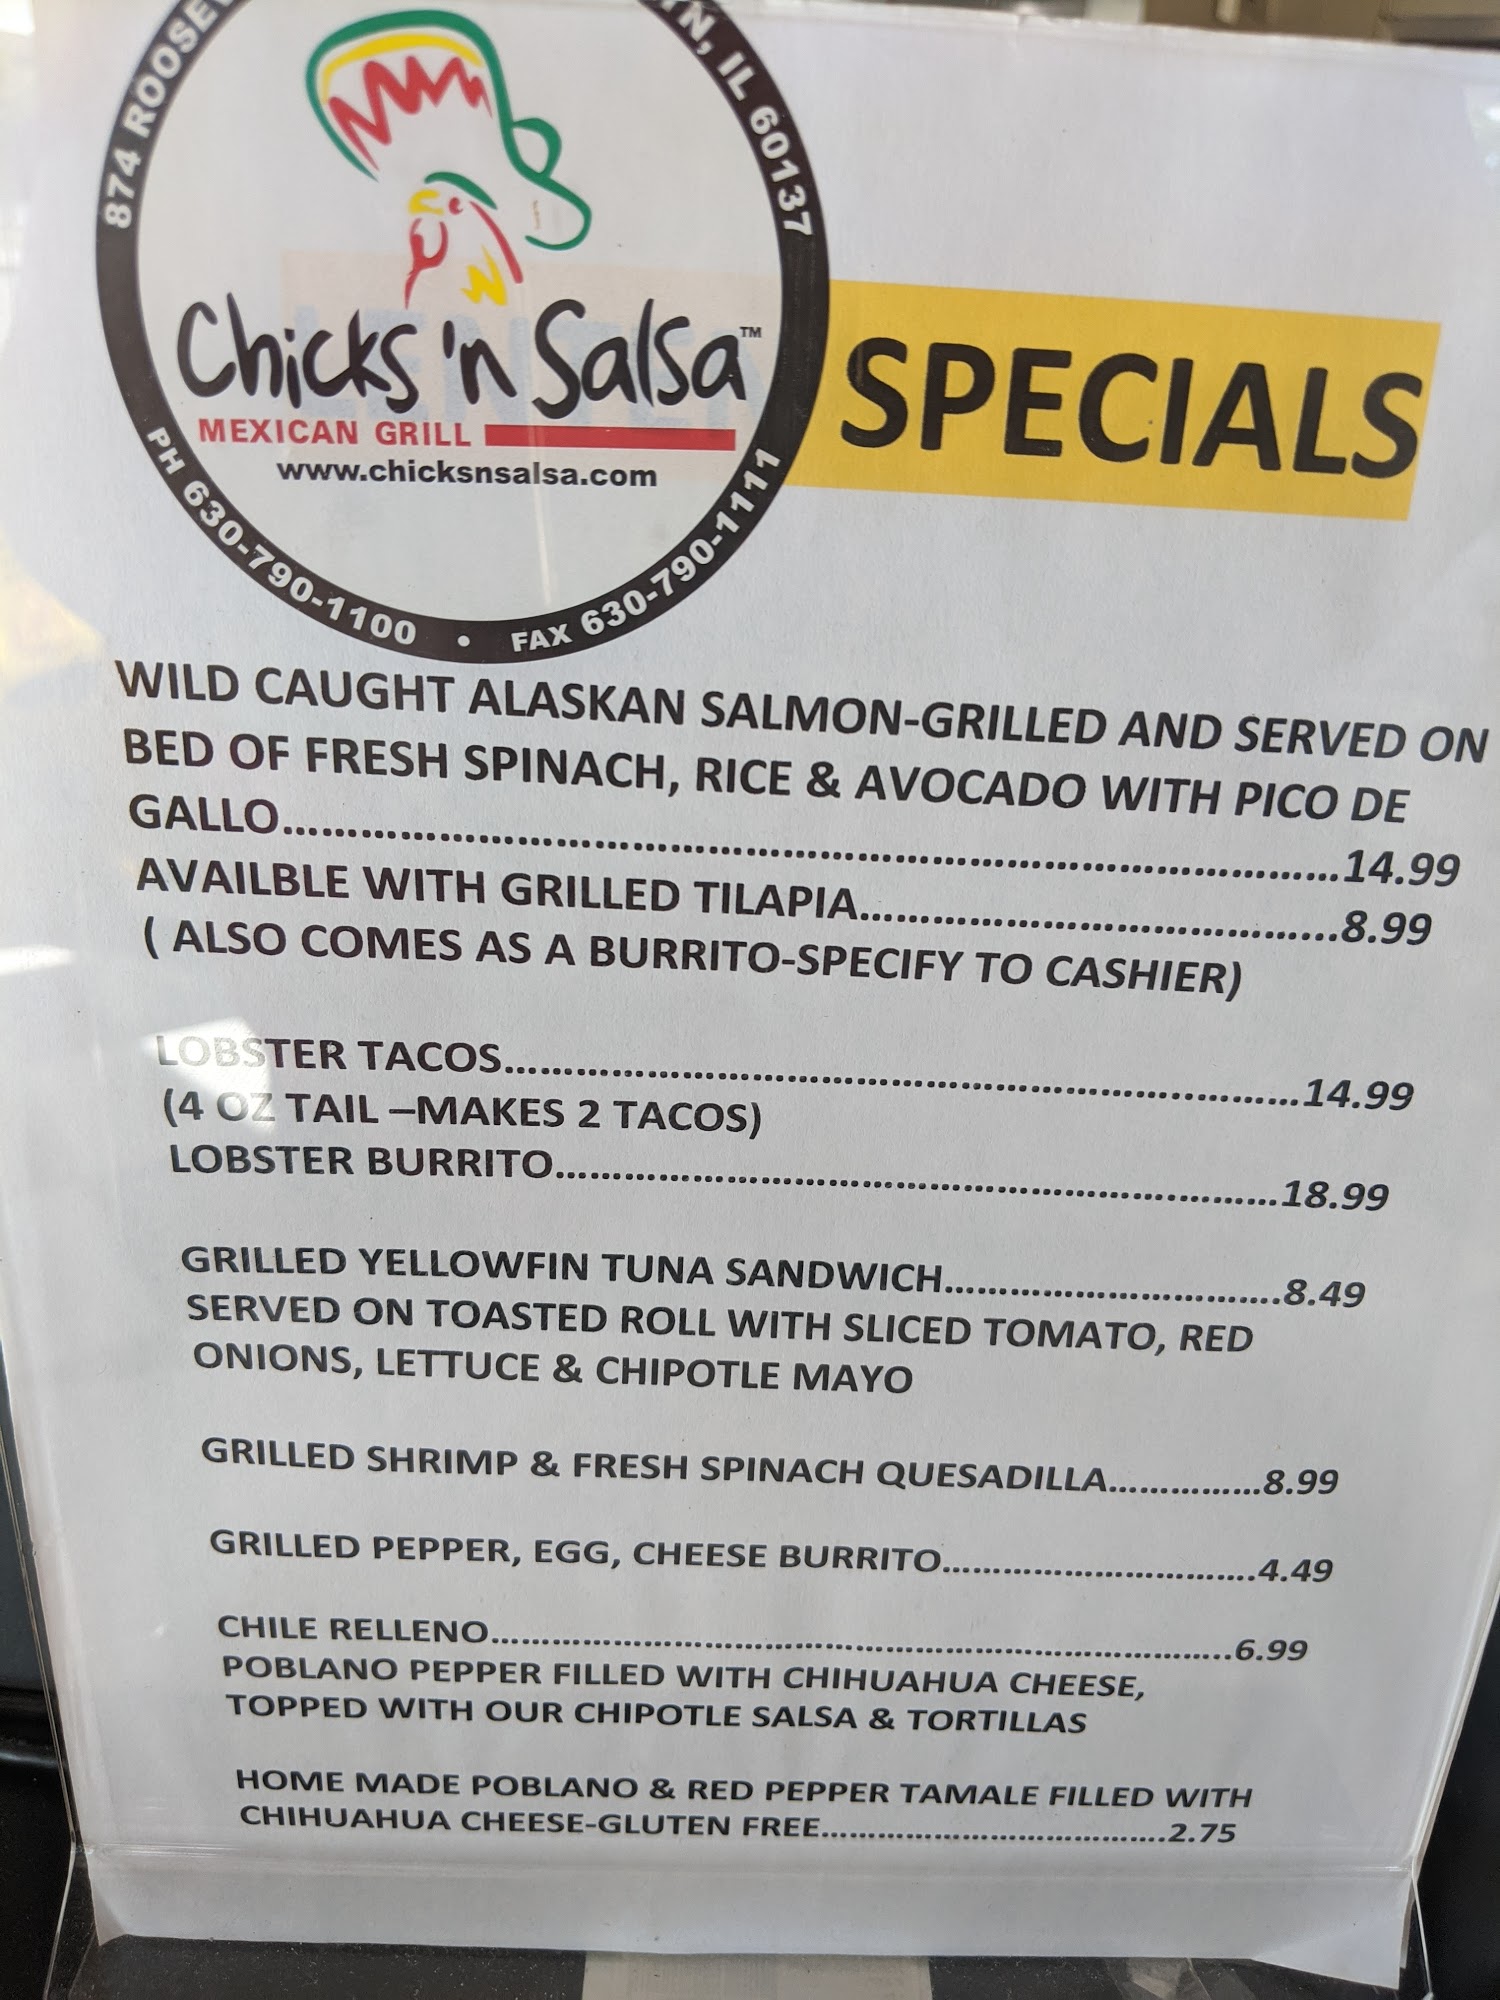 874
IL 60137
Chicks 'n Salsa™
MEXICAN GRILL
www.chicksnsalsa.com
PH 630-790-1100 • FAX 630-790-1111
SPECIALS
WILD CAUGHT ALASKAN SALMON-GRILLED AND SERVED ON
BED OF FRESH SPINACH, RICE & AVOCADO WITH PICO DE
GALLO..........14.99
AVAILBLE WITH GRILLED TILAPIA..........8.99
( ALSO COMES AS A BURRITO-SPECIFY TO CASHIER)
LOBSTER TACOS..........14.99
(4 OZ TAIL –MAKES 2 TACOS)
LOBSTER BURRITO..........18.99
GRILLED YELLOWFIN TUNA SANDWICH..........8.49
SERVED ON TOASTED ROLL WITH SLICED TOMATO, RED
ONIONS, LETTUCE & CHIPOTLE MAYO
GRILLED SHRIMP & FRESH SPINACH QUESADILLA..........8.99
GRILLED PEPPER, EGG, CHEESE BURRITO..........4.49
CHILE RELLENO..........6.99
POBLANO PEPPER FILLED WITH CHIHUAHUA CHEESE,
TOPPED WITH OUR CHIPOTLE SALSA & TORTILLAS
HOME MADE POBLANO & RED PEPPER TAMALE FILLED WITH
CHIHUAHUA CHEESE-GLUTEN FREE..........2.75